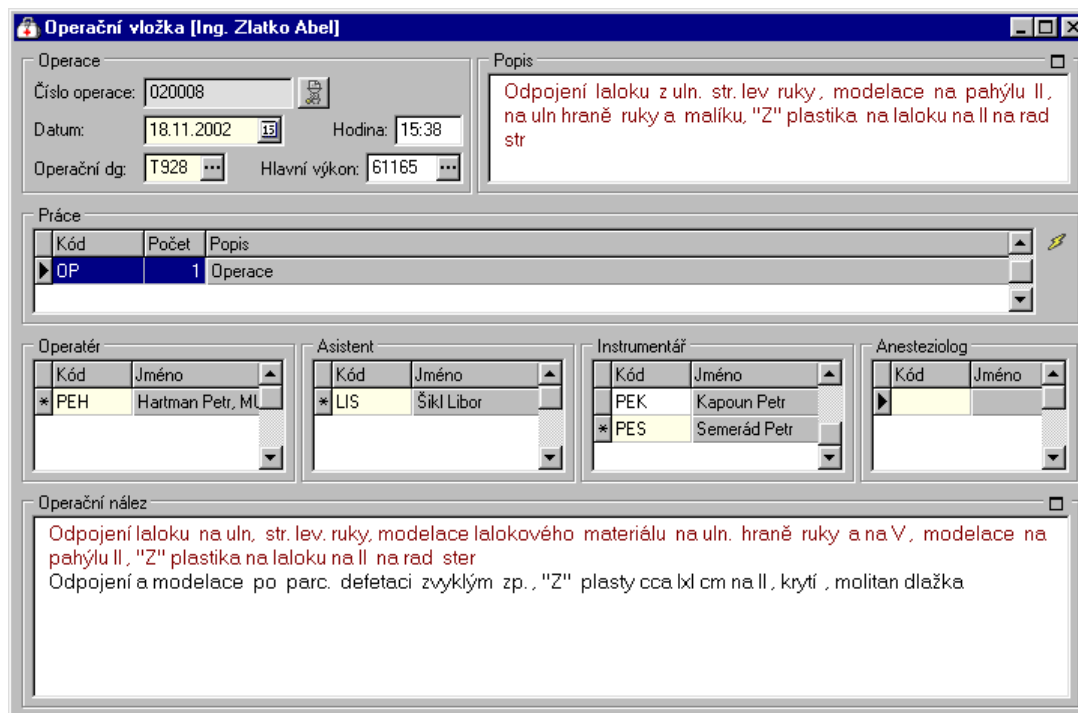 Operační vložka [Ing. Zlatko Abel]
Operace
Číslo operace: 020008
Datum: 18.11.2002 15 Hodina: 15:38
Operační dg: T928 ... Hlavní výkon: 61165 ...
Popis
Odpojení laloku z uln. str. lev ruky, modelace na pahýlu II,
na uln hraně ruky a malíku, "Z" plastika na laloku na II na rad
str
Práce
Kód Počet Popis
OP 1 Operace
Operatér
Kód Jméno
* PEH Hartman Petr, MU
Asistent
Kód Jméno
* LIS Šikl Libor
Instrumentář
Kód Jméno
PEK Kapoun Petr
* PES Semerád Petr
Anesteziolog
Kód Jméno
Operační nález
Odpojení laloku na uln, str. lev. ruky, modelace lalokového materiálu na uln. hraně ruky a na V, modelace na
pahýlu II, "Z" plastika na laloku na II na rad ster
Odpojení a modelace po parc. defetaci zvyklým zp., "Z" plasty cca lxl cm na II, krytí , molitan dlažka